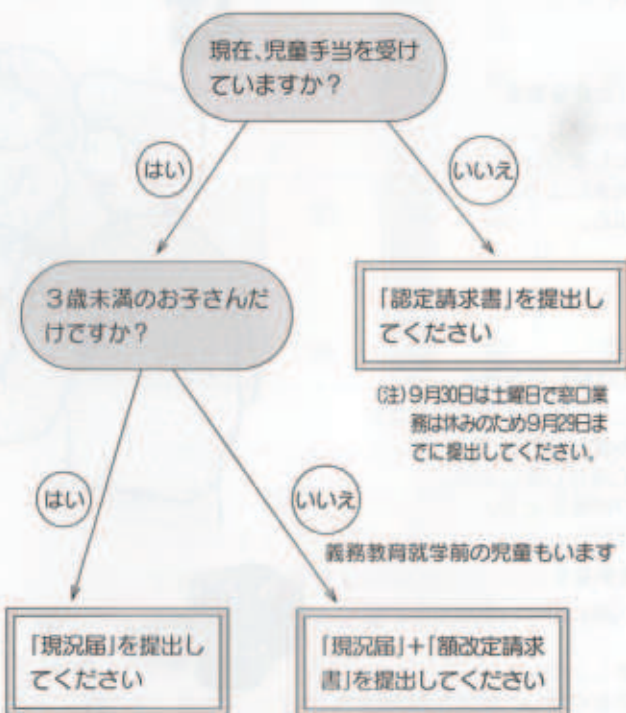 現在、児童手当を受け
ていますか？
はい
いいえ
3歳未満のお子さんだ
けですか？
「認定請求書」を提出し
てください
(注)9月30日は土曜日で窓口業
務は休みのため9月29日ま
でに提出してください。
はい
いいえ
義務教育就学前の児童もいます
「現況届」を提出し
てください
「現況届」+「額改定請求
書」を提出してください